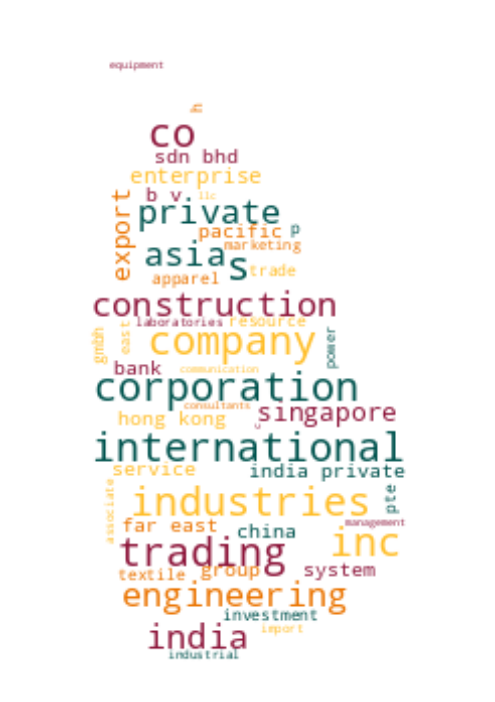 equipment
co
sdn bhd
enterprise
b v llc
export
private
pacific p
marketing
asia s
trade
apparel
construction
laboratories resource
gmbh
east
company
power
bank
communication
corporation
consultants
hong kong
singapore
international
service
india private
associate
industries
pte
far east
management
china
inc
trading
textile
group
system
engineering
investment
import
india
industrial